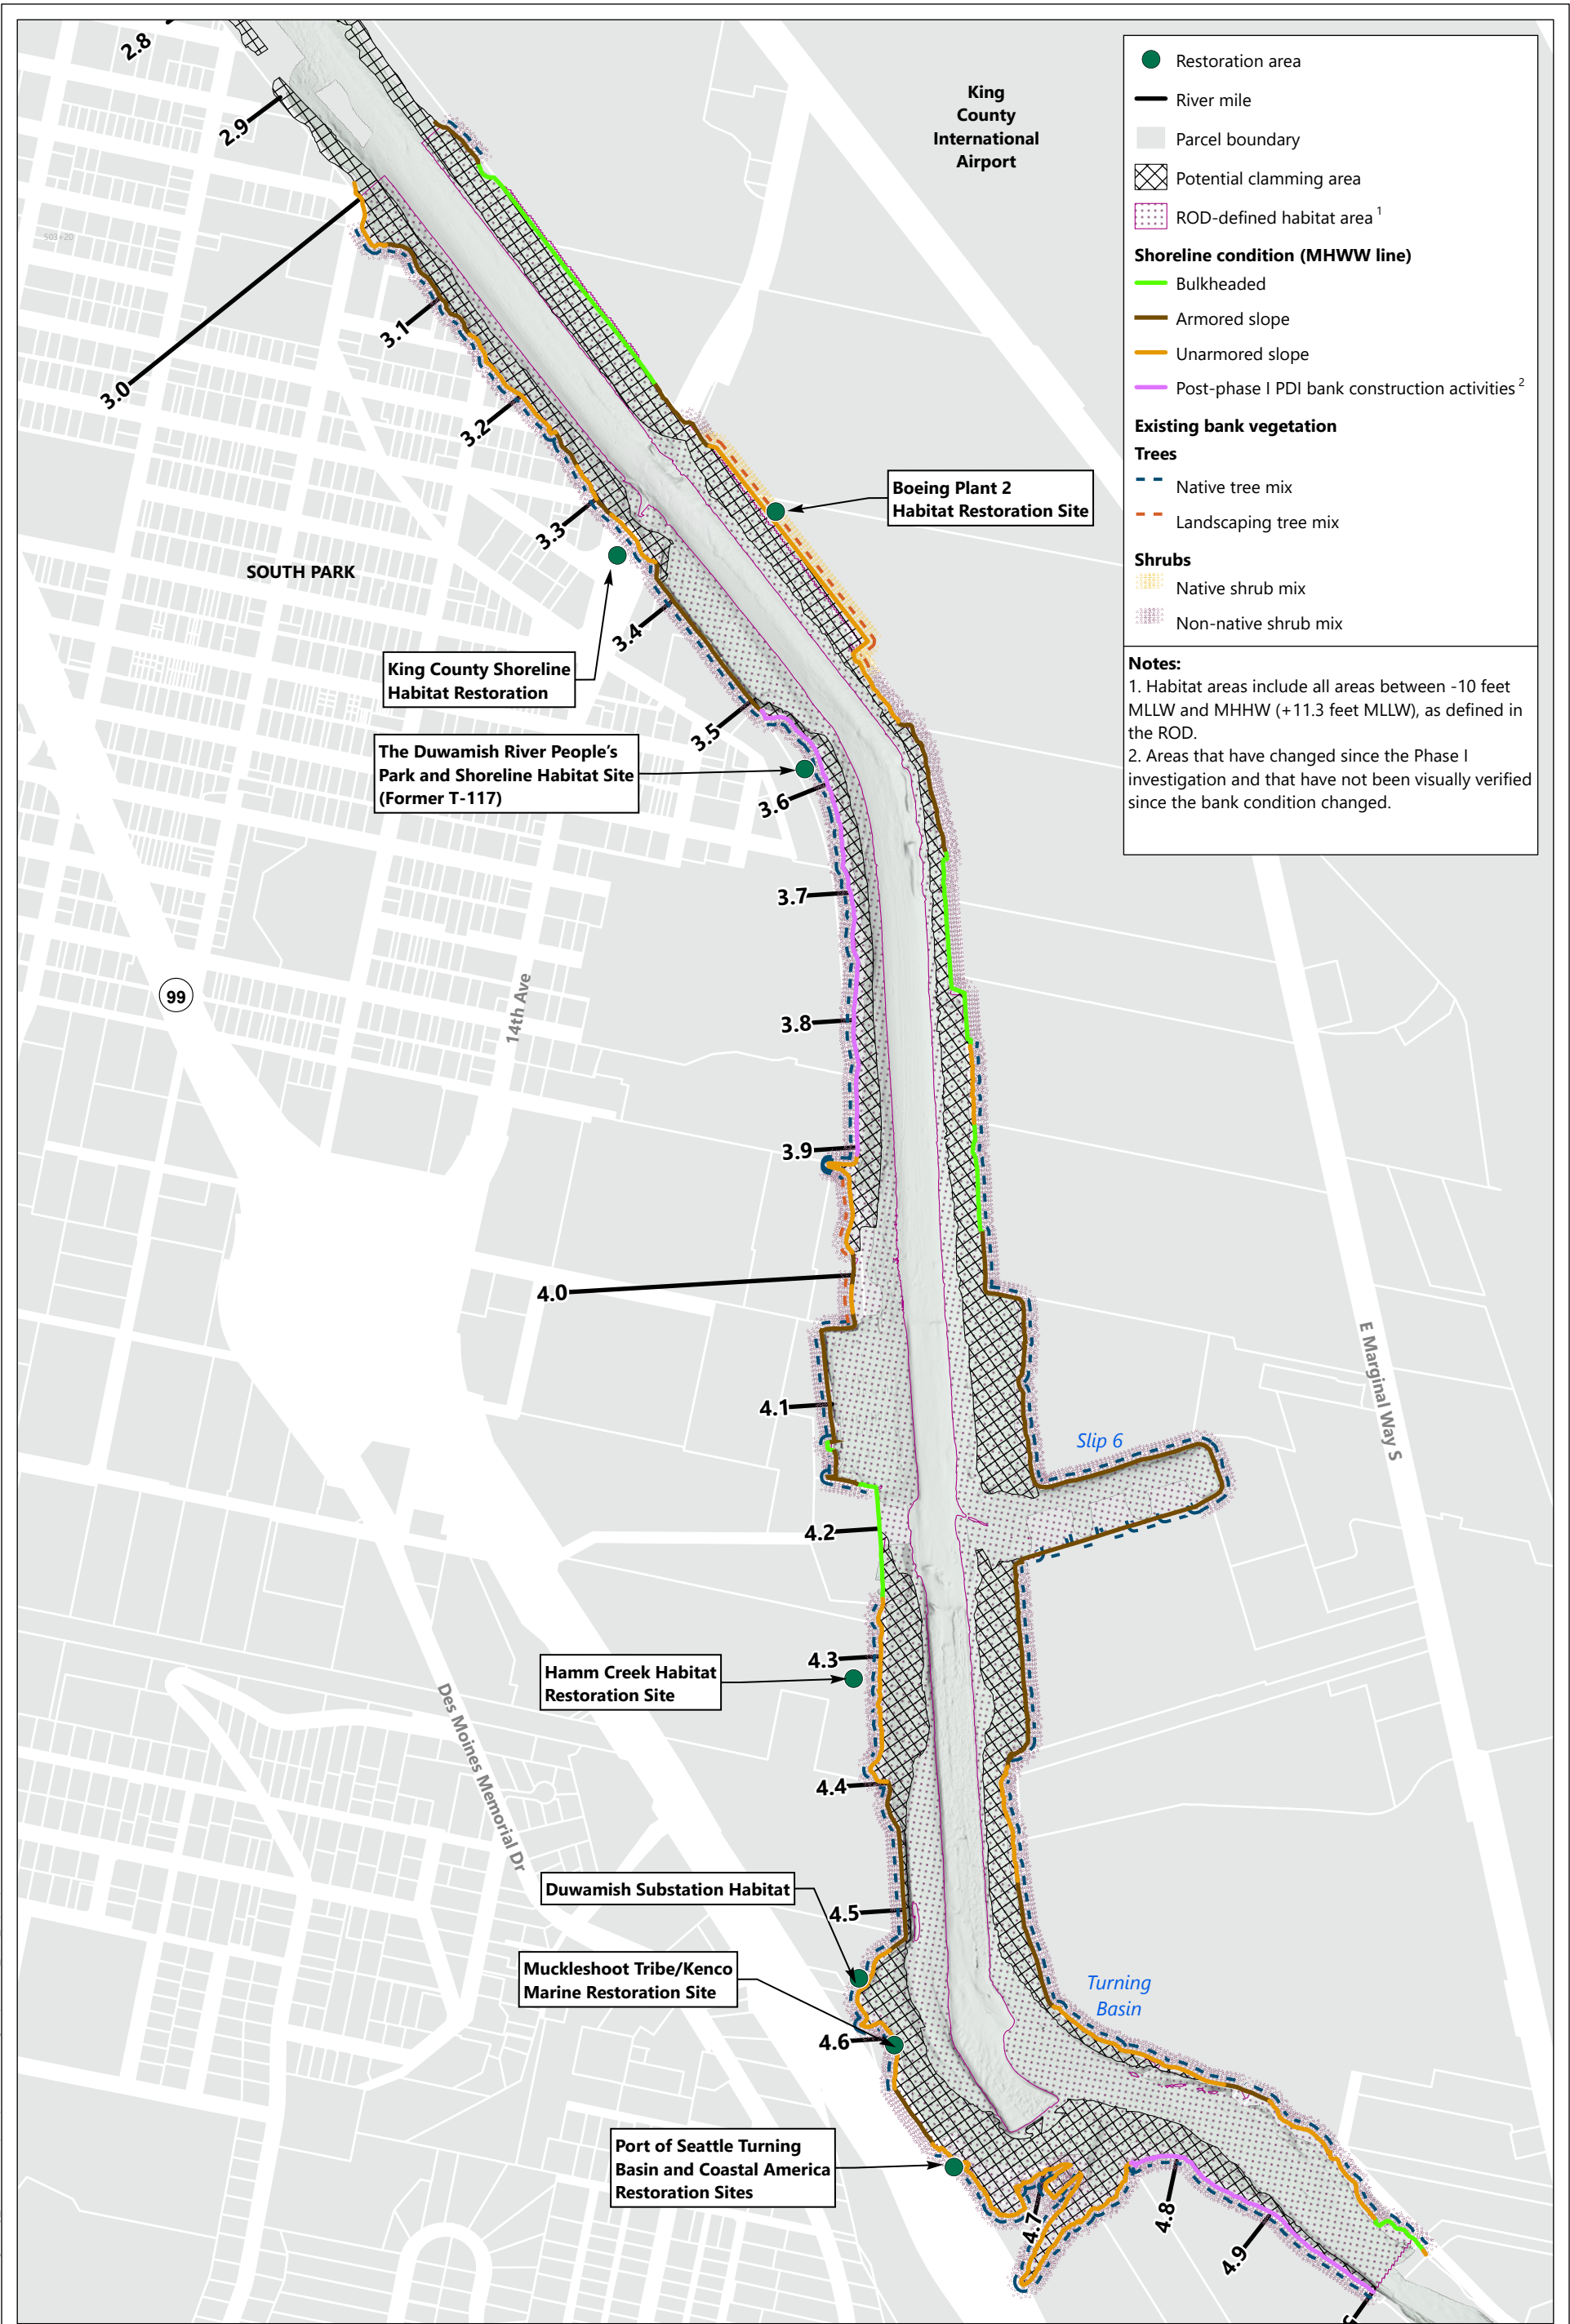 2.8
2.9
3.0
3.1
3.2
3.3
3.4
3.5
3.6
3.7
3.8
3.9
4.0
4.1
4.2
4.3
4.4
4.5
4.6
4.7
4.8
4.9
503+20
King
County
International
Airport
SOUTH PARK
99
14th Ave
Des Moines Memorial Dr
E Marginal Way S
Slip 6
Turning
Basin
Boeing Plant 2
Habitat Restoration Site
King County Shoreline
Habitat Restoration
The Duwamish River People's
Park and Shoreline Habitat Site
(Former T-117)
Hamm Creek Habitat
Restoration Site
Duwamish Substation Habitat
Muckleshoot Tribe/Kenco
Marine Restoration Site
Port of Seattle Turning
Basin and Coastal America
Restoration Sites
Restoration area
River mile
Parcel boundary
Potential clamming area
ROD-defined habitat area 1
Shoreline condition (MHWW line)
Bulkheaded
Armored slope
Unarmored slope
Post-phase I PDI bank construction activities 2
Existing bank vegetation
Trees
Native tree mix
Landscaping tree mix
Shrubs
Native shrub mix
Non-native shrub mix
Notes:
1. Habitat areas include all areas between -10 feet
MLLW and MHHW (+11.3 feet MLLW), as defined in
the ROD.
2. Areas that have changed since the Phase I
investigation and that have not been visually verified
since the bank condition changed.